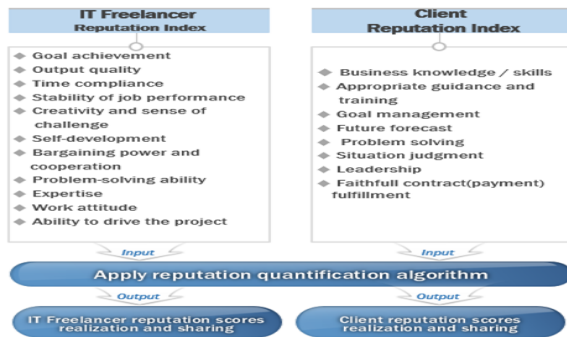 IT Freelancer
Reputation Index
Goal achievement
Output quality
Time compliance
Stability of job performance
Creativity and sense of
challenge
Self-development
Bargaining power and
cooperation
Problem-solving ability
Expertise
Work attitude
Ability to drive the project
Client
Reputation Index
Business knowledge / skills
Appropriate guidance and
training
Goal management
Future forecast
Problem solving
Situation judgment
Leadership
Faithfull contract(payment)
fulfillment
Input
Input
Apply reputation quantification algorithm
Output
Output
IT Freelancer reputation scores
realization and sharing
Client reputation scores
realization and sharing